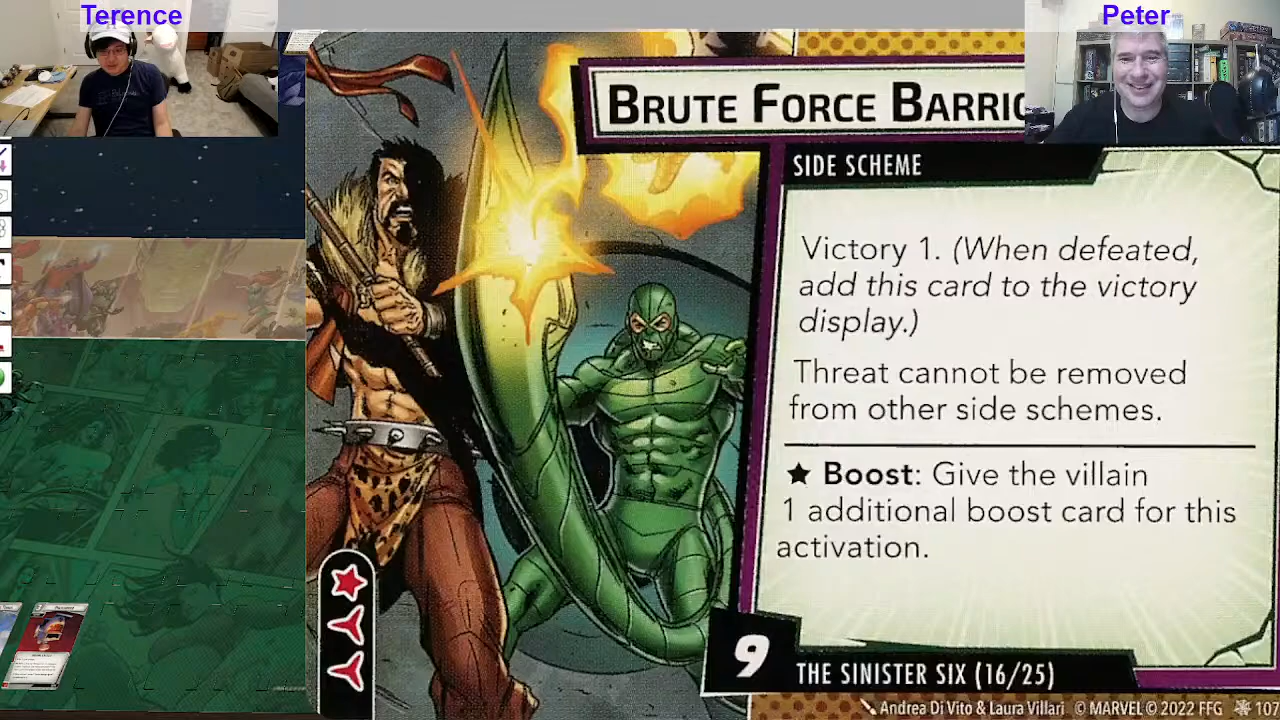 Terence
Peter
BRUTE FORCE
SIDE SCHEME
Victory 1. (When defeated,
add this card to the victory
display.)
Threat cannot be removed
from other side schemes.
★ Boost: Give the villain
1 additional boost card for this
activation.
9
THE SINISTER SIX (16/25)
Andrea Di Vito & Laura Villari © MARVEL © 2022 FFG 107